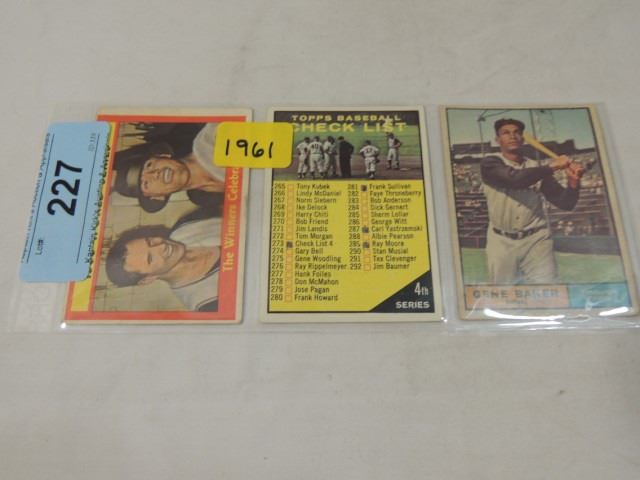 Lot#
227
1961
The Winners Celebr
TOPPS BASEBALL
CHECK LIST
265 Tony Kubek
266 Lindy McDaniel
267 Norm Siebern
268 Ike Delock
269 Harry Chiti
270 Bob Friend
271 Jim Landis
272 Tom Morgan
273 Check List 4
274 Gary Bell
275 Gene Woodling
276 Ray Rippelmeyer
277 Hank Foiles
278 Don McMahon
279 Jose Pagan
280 Frank Howard
281 Frank Sullivan
282 Faye Throneberry
283 Bob Anderson
284 Dick Gernert
285 Sherm Lollar
286 George Witt
287 Carl Yastrzemski
288 Albie Pearson
289 Ray Moore
290 Stan Musial
291 Tex Clevenger
292 Jim Baumer
4th
SERIES
GENE BAKER